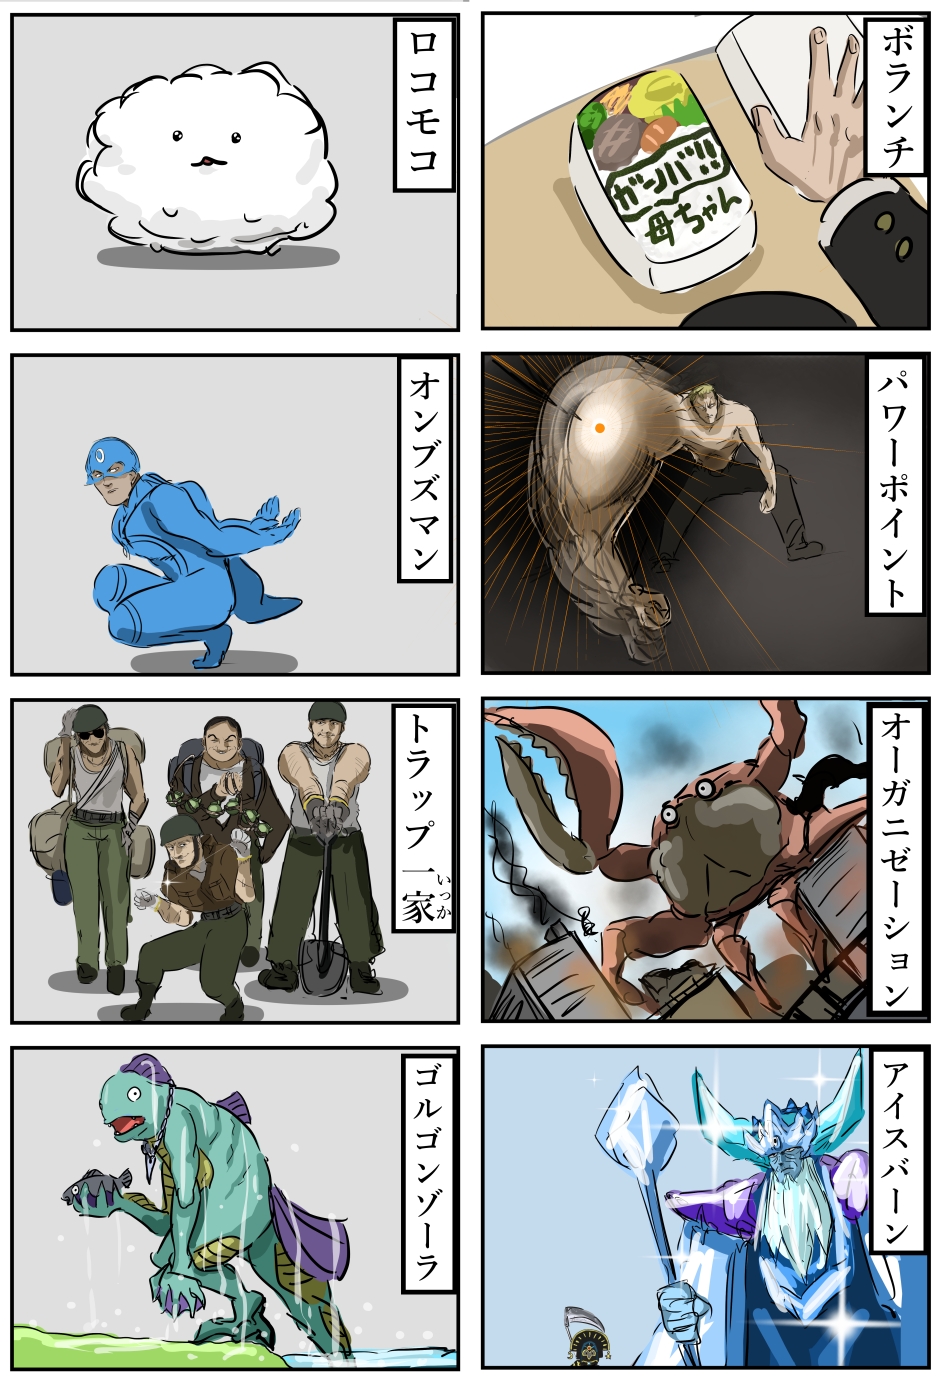 ボランチ
ガンバ!!
母ちゃん
ロコモコ
パワーポイント
オンブズマン
オーガニゼーション
トラップ一家
いっか
アイスバーン
ゴルゴンゾーラ